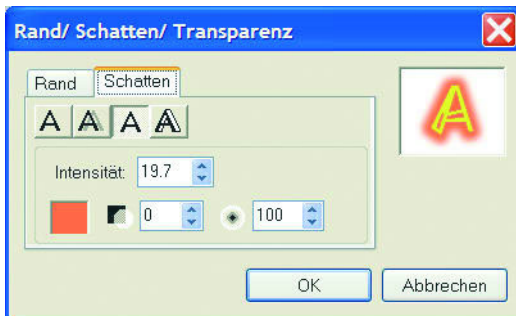 Rand/ Schatten/ Transparenz
Rand Schatten
A A A A
A
Intensität: 19.7
0 100
OK Abbrechen